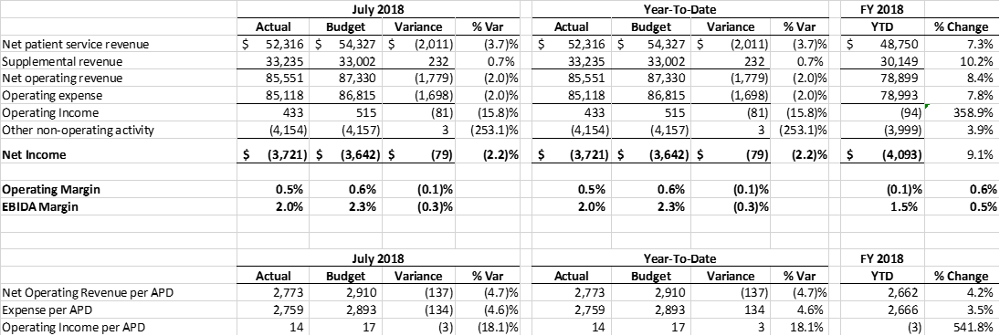 July 2018 Year-To-Date FY 2018
Actual Budget Variance % Var Actual Budget Variance % Var YTD % Change
Net patient service revenue $ 52,316 $ 54,327 $ (2,011) (3.7)% $ 52,316 $ 54,327 $ (2,011) (3.7)% $ 48,750 7.3%
Supplemental revenue 33,235 33,002 232 0.7% 33,235 33,002 232 0.7% 30,149 10.2%
Net operating revenue 85,551 87,330 (1,779) (2.0)% 85,551 87,330 (1,779) (2.0)% 78,899 8.4%
Operating expense 85,118 86,815 (1,698) (2.0)% 85,118 86,815 (1,698) (2.0)% 78,993 7.8%
Operating Income 433 515 (81) (15.8)% 433 515 (81) (15.8)% (94) 358.9%
Other non-operating activity (4,154) (4,157) 3 (253.1)% (4,154) (4,157) 3 (253.1)% (3,999) 3.9%
Net Income $ (3,721) $ (3,642) $ (79) (2.2)% $ (3,721) $ (3,642) $ (79) (2.2)% $ (4,093) 9.1%
Operating Margin 0.5% 0.6% (0.1)% 0.5% 0.6% (0.1)% (0.1)% 0.6%
EBIDA Margin 2.0% 2.3% (0.3)% 2.0% 2.3% (0.3)% 1.5% 0.5%
July 2018 Year-To-Date FY 2018
Actual Budget Variance % Var Actual Budget Variance % Var YTD % Change
Net Operating Revenue per APD 2,773 2,910 (137) (4.7)% 2,773 2,910 (137) (4.7)% 2,662 4.2%
Expense per APD 2,759 2,893 (134) (4.6)% 2,759 2,893 134 4.6% 2,666 3.5%
Operating Income per APD 14 17 (3) (18.1)% 14 17 3 18.1% (3) 541.8%